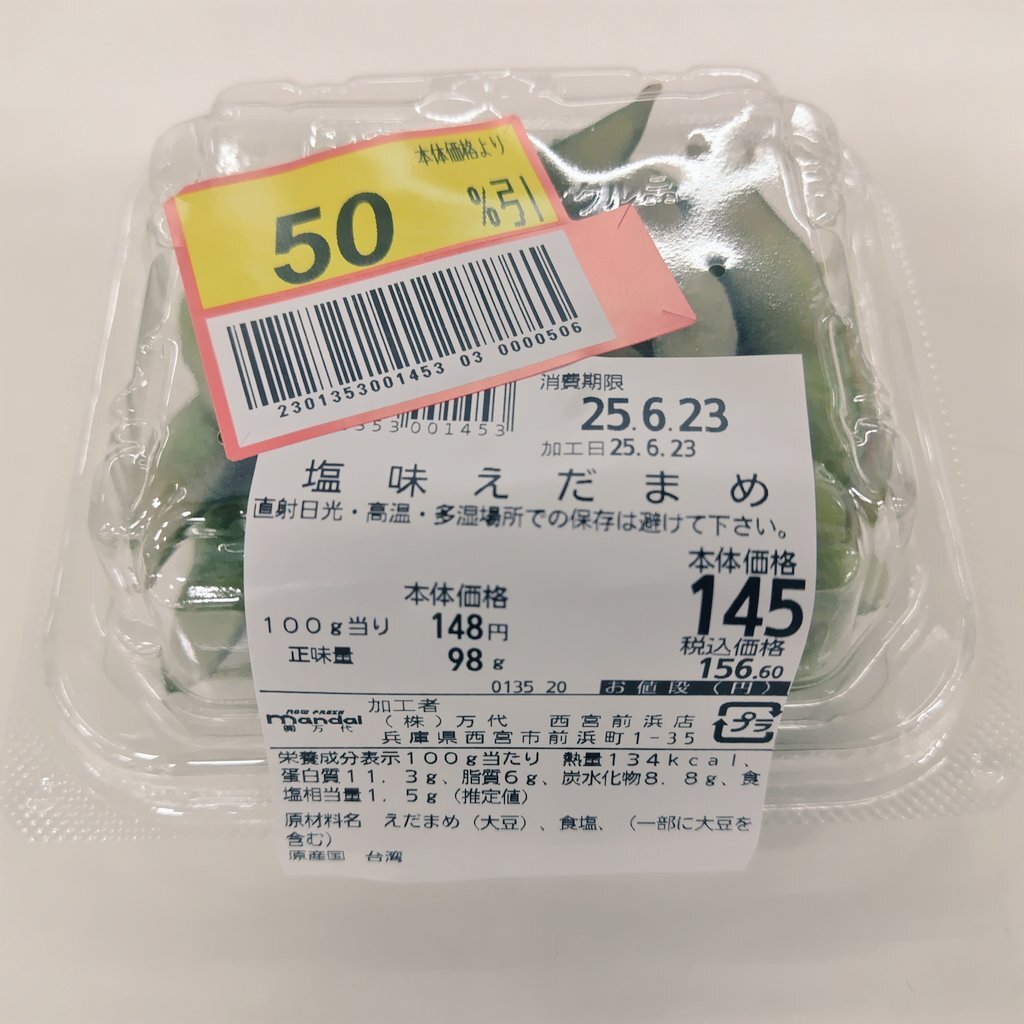 本体価格より
50 %引
2301353001453 03 0000506
353 001453
消費期限
25.6.23
加工日25.6.23
塩味えだまめ
直射日光・高温・多湿場所での保存は避けて下さい。
本体価格
145
税込価格
156.60
本体価格
100g当り 148円
正味量 98g
0135 20 お値段(円)
NOW FRESH
mandai
㈱万代
加工者
(株)万代 西宮前浜店
兵庫県西宮市前浜町1-35
プラ
栄養成分表示100g当たり 熱量134kcal、
蛋白質11.3g、脂質6g、炭水化物8.8g、食
塩相当量1.5g(推定値)
原材料名 えだまめ(大豆)、食塩、(一部に大豆を
含む)
原産国 台湾